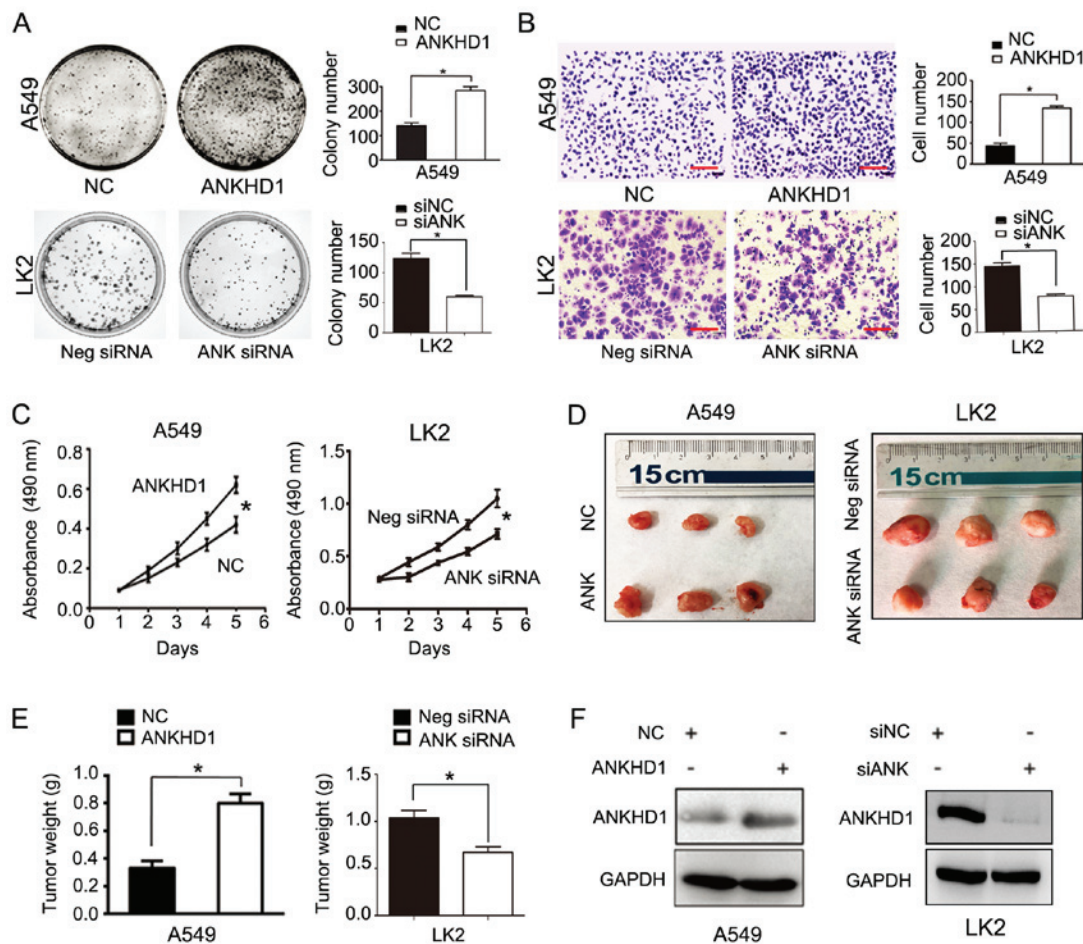 A
A549
NC
ANKHD1
NC
ANKHD1
Colony number
300
200
100
0
*
A549
LK2
Neg siRNA
ANK siRNA
siNC
siANK
Colony number
150
100
50
0
*
LK2
B
A549
NC
ANKHD1
NC
ANKHD1
Cell number
200
150
100
50
0
*
A549
LK2
Neg siRNA
ANK siRNA
siNC
siANK
Cell number
200
150
100
50
0
*
LK2
C
A549
Absorbance (490 nm)
0.8
0.6
0.4
0.2
0.0
ANKHD1
*
NC
0 1 2 3 4 5 6
Days
LK2
Absorbance (490 nm)
1.5
1.0
0.5
0.0
Neg siRNA
*
ANK siRNA
0 1 2 3 4 5 6
Days
D
A549
15cm
NC
ANK
LK2
15cm
Neg siRNA
ANK siRNA
E
NC
ANKHD1
Tumor weight (g)
1.0
0.8
0.6
0.4
0.2
0.0
*
A549
Neg siRNA
ANK siRNA
Tumor weight (g)
1.5
1.0
0.5
0.0
*
LK2
F
NC + -
ANKHD1 - +
ANKHD1
GAPDH
A549
siNC + -
siANK - +
ANKHD1
GAPDH
LK2